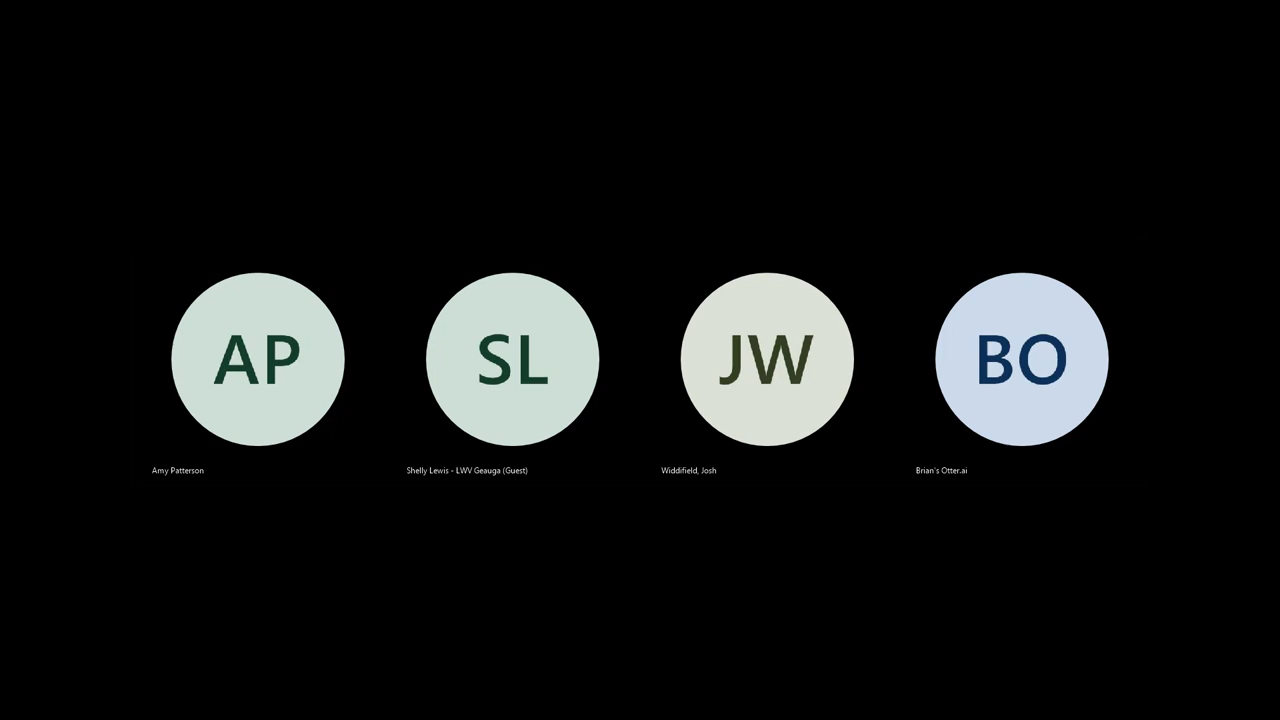 AP
SL
JW
BO
Amy Patterson
Shelly Lewis - LWV Geauga (Guest)
Widdifield, Josh
Brian's Otter.ai